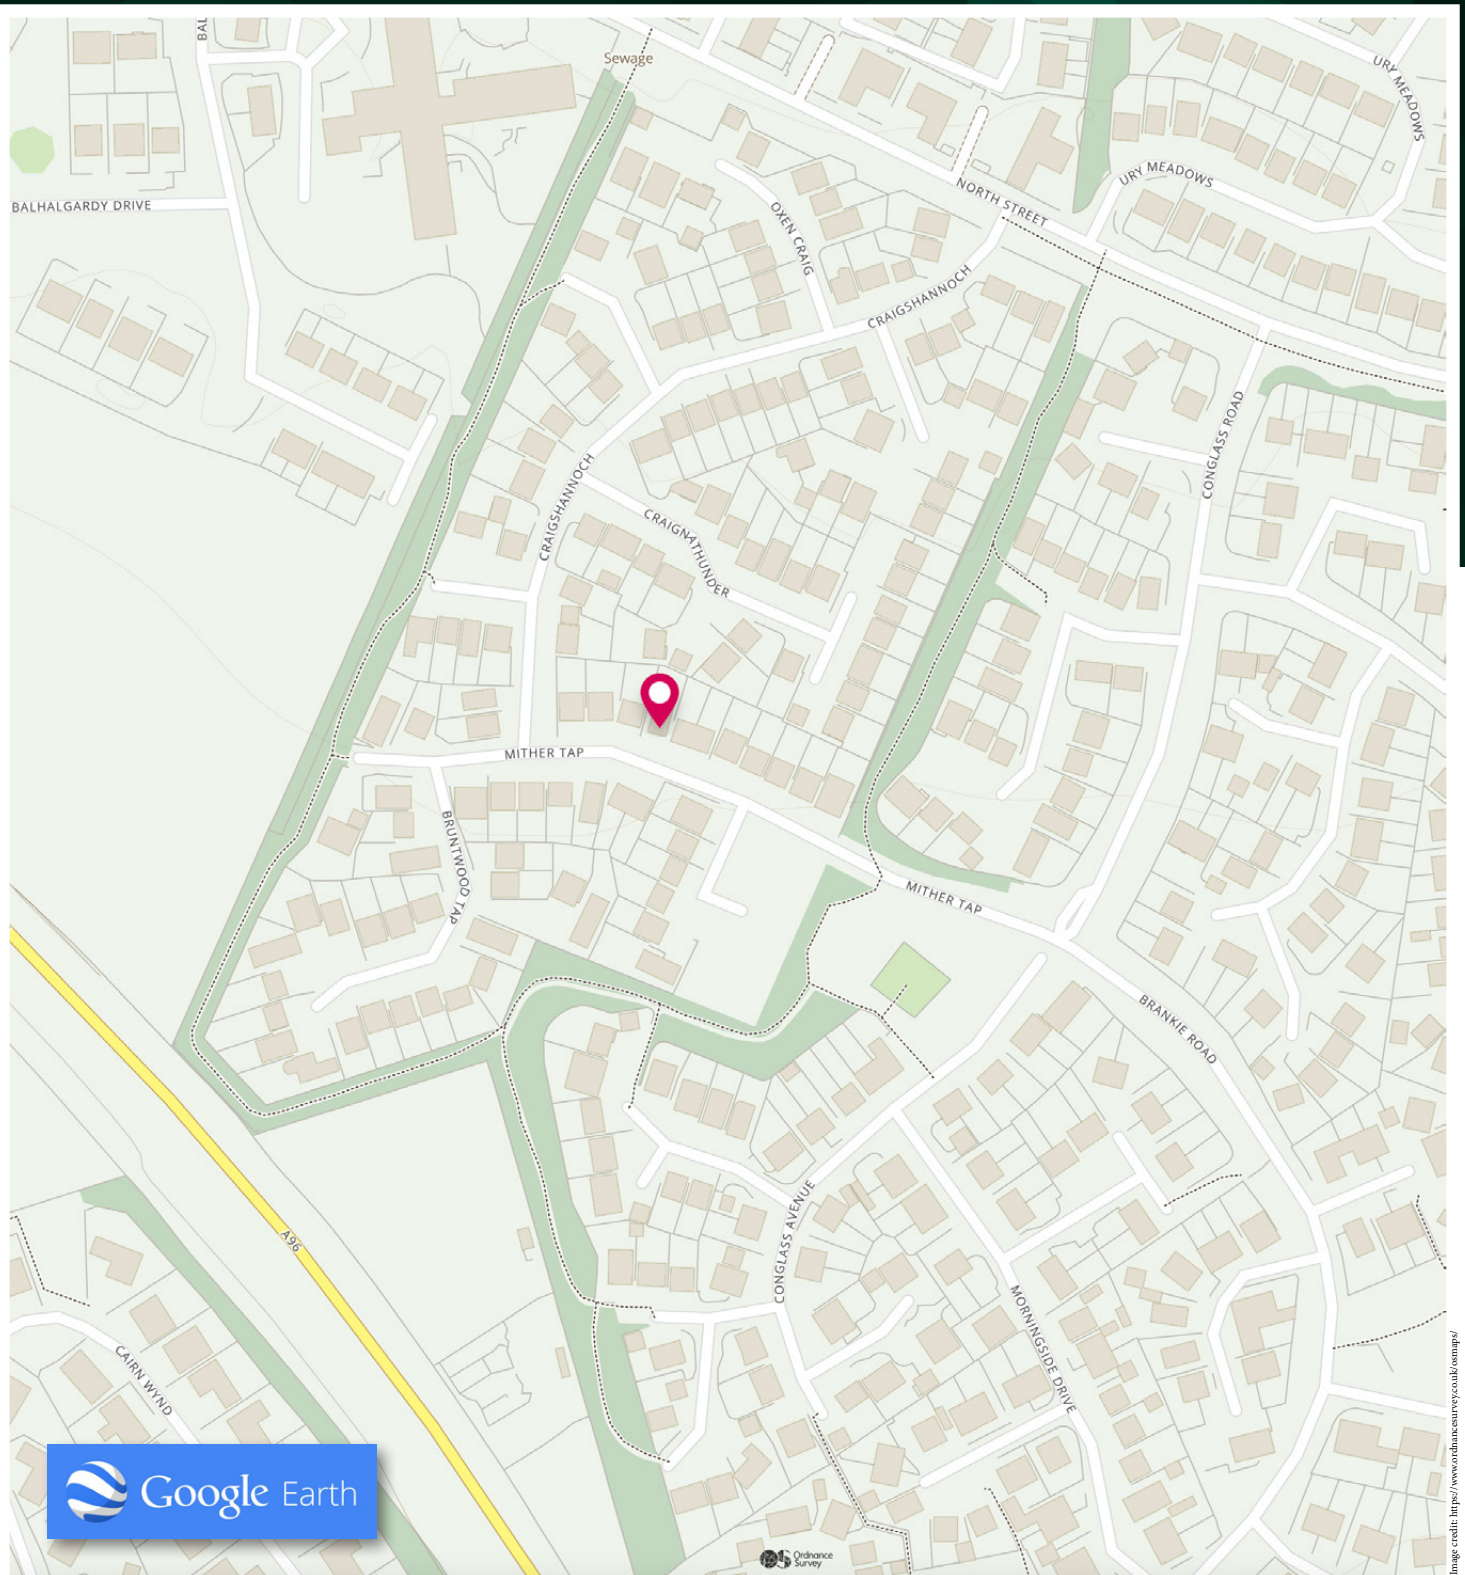 BAL
Sewage
URY MEADOWS
BALHALGARDY DRIVE
URY MEADOWS
NORTH STREET
OXEN CRAIG
CRAIGSHANNOCH
CONGLASS ROAD
CRAIGSHANNOCH
CRAIGNATHUNDER
MITHER TAP
BRUNTWOOD TAP
MITHER TAP
BRANKIE ROAD
A96
CONGLASS AVENUE
MORNINGSIDE DRIVE
CAIRN WYND
Google Earth
OS Ordnance
Survey
Image credit: https://www.ordnancesurvey.co.uk/osmaps/